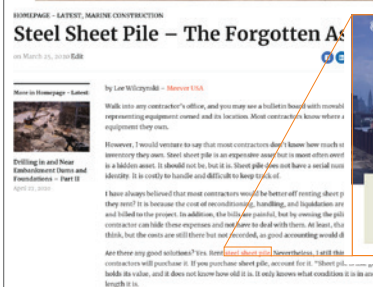 HOMEPAGE - LATEST, MARINE CONSTRUCTION
Steel Sheet Pile – The Forgotten As
on March 25, 2020 Edit
More in Homepage - Latest
Drilling in and Near
Embankment Dams and
Foundations – Part II
April 27, 2020
by Lee Wilczynski – Meever USA
Walk into any contractor's office, and you may see a bulletin board with movabl
representing equipment owned and its location. Most contractors know where a
equipment they own.
However, I would venture to say that most contractors don't know how much st
inventory they own. Steel sheet pile is an expensive asset but is most often overl
is a hidden asset. It should not be, but it is. Sheet pile does not have a serial num
identity. It is costly to handle and difficult to keep track of.
I have always believed that most contractors would be better off renting sheet p
they rent? It is because the cost of reconditioning, handling, and liquidation are
and billed to the project. In addition, the bills are painful, but by owning the pile
contractor can hide these expenses and not have to deal with them. At least, tha
think, but the costs are still there but not recorded, as good accounting would di
Are there any good solutions? Yes. Rent steel sheet pile. Nevertheless, I still thin
contractors will purchase it. If you purchase sheet pile, account for it. "Sheet pil
holds its value, and it does not know how old it is. It only knows what condition it is in an
length it is.